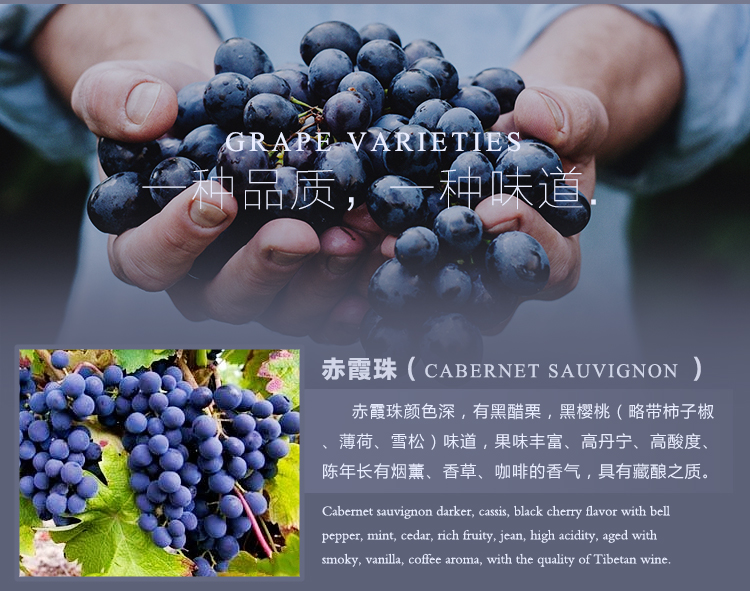 GRAPE VARIETIES
一种品质，一种味道.
赤霞珠（CABERNET SAUVIGNON ）
赤霞珠颜色深，有黑醋栗，黑樱桃（略带柿子椒
、薄荷、雪松）味道，果味丰富、高丹宁、高酸度、
陈年长有烟薰、香草、咖啡的香气，具有藏酿之质。
Cabernet sauvignon darker, cassis, black cherry flavor with bell
pepper, mint, cedar, rich fruity, jean, high acidity, aged with
smoky, vanilla, coffee aroma, with the quality of Tibetan wine.